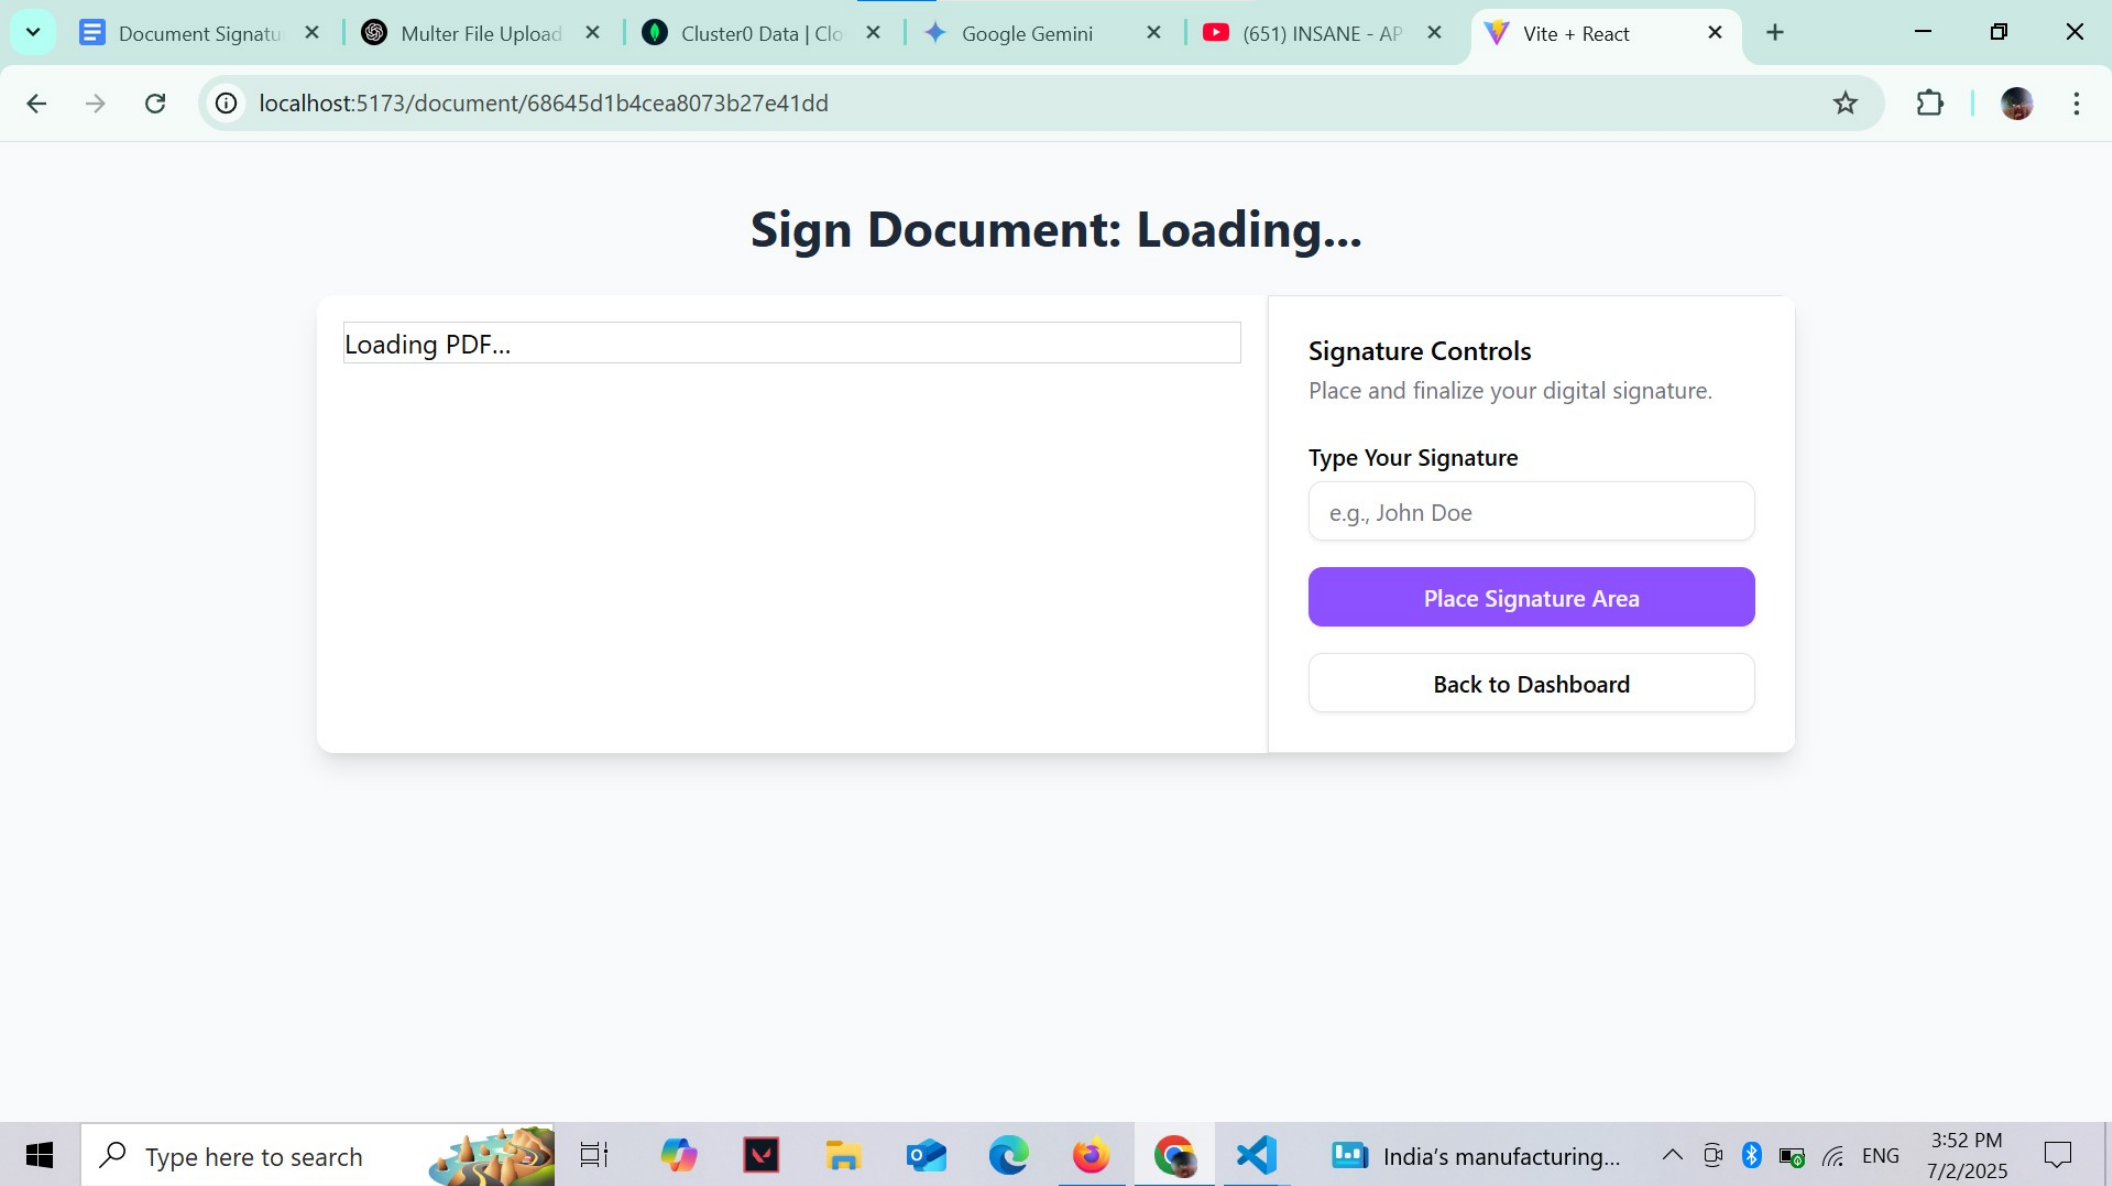 Document Signatu
Multer File Upload
Cluster0 Data | Clo
Google Gemini
(651) INSANE - AP
Vite + React
localhost:5173/document/68645d1b4cea8073b27e41dd
Sign Document: Loading...
Loading PDF...
Signature Controls
Place and finalize your digital signature.
Type Your Signature
e.g., John Doe
Place Signature Area
Back to Dashboard
Type here to search
India's manufacturing...
ENG
3:52 PM
7/2/2025